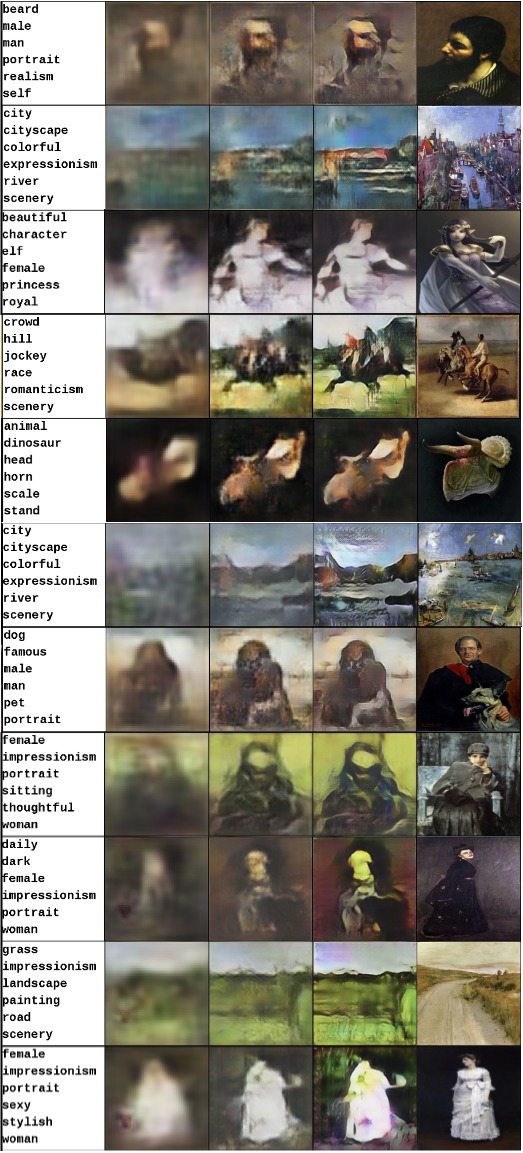 beard
male
man
portrait
realism
self
city
cityscape
colorful
expressionism
river
scenery
beautiful
character
elf
female
princess
royal
crowd
hill
jockey
race
romanticism
scenery
animal
dinosaur
head
horn
scale
stand
city
cityscape
colorful
expressionism
river
scenery
dog
famous
male
man
pet
portrait
female
impressionism
portrait
sitting
thoughtful
woman
daily
dark
female
impressionism
portrait
woman
grass
impressionism
landscape
painting
road
scenery
female
impressionism
portrait
sexy
stylish
woman